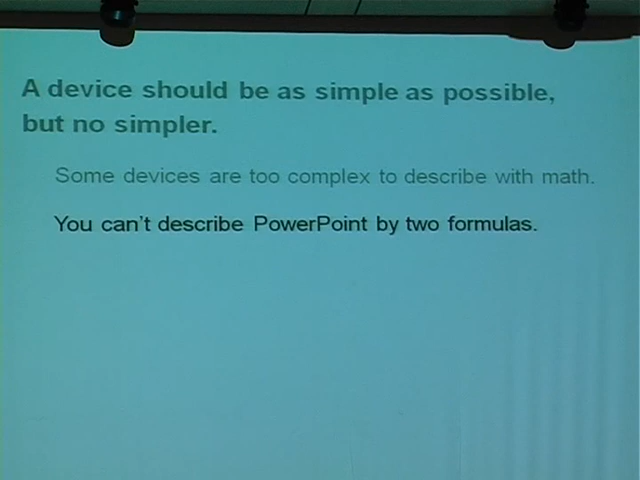 A device should be as simple as possible,
but no simpler.
Some devices are too complex to describe with math.
You can't describe PowerPoint by two formulas.